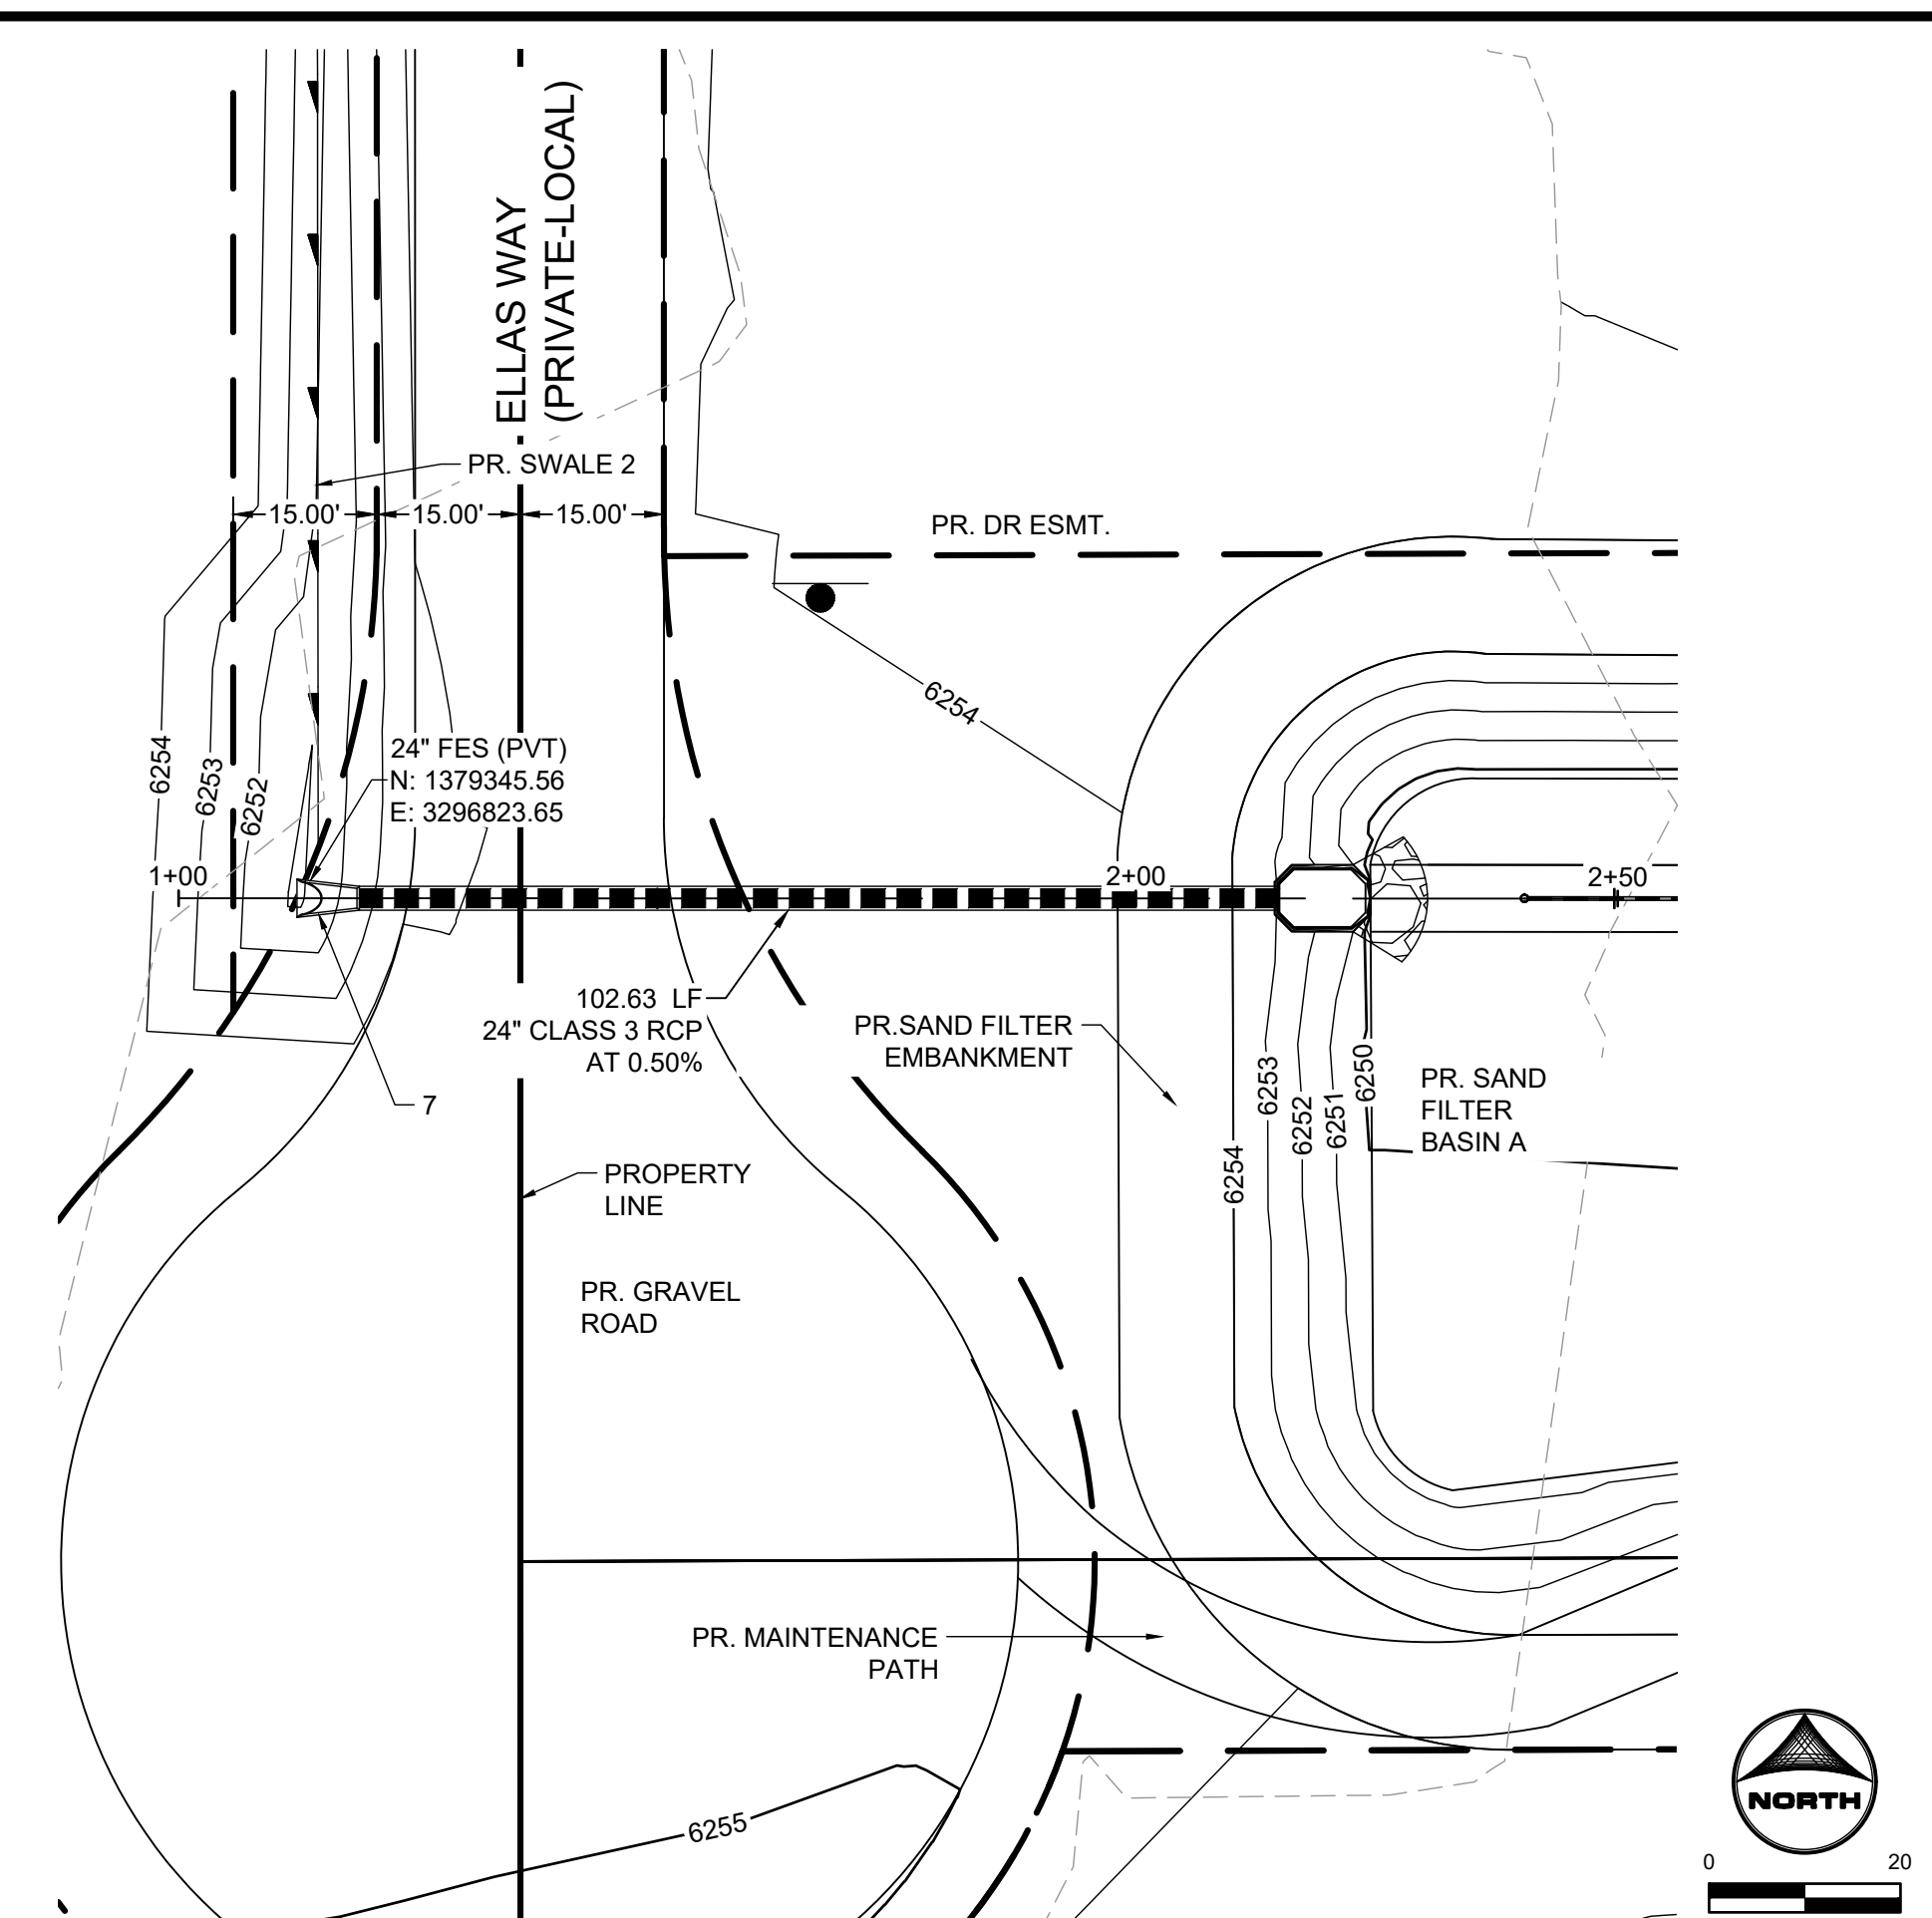 ELLAS WAY
(PRIVATE-LOCAL)
PR. SWALE 2
15.00'
15.00'
15.00'
PR. DR ESMT.
6254
24" FES (PVT)
N: 1379345.56
E: 3296823.65
6254
6253
6252
1+00
2+00
2+50
102.63 LF
24" CLASS 3 RCP
AT 0.50%
7
PR.SAND FILTER
EMBANKMENT
6254
6253
6252
6251
6250
PR. SAND
FILTER
BASIN A
PROPERTY
LINE
PR. GRAVEL
ROAD
PR. MAINTENANCE
PATH
6255
NORTH
0
20